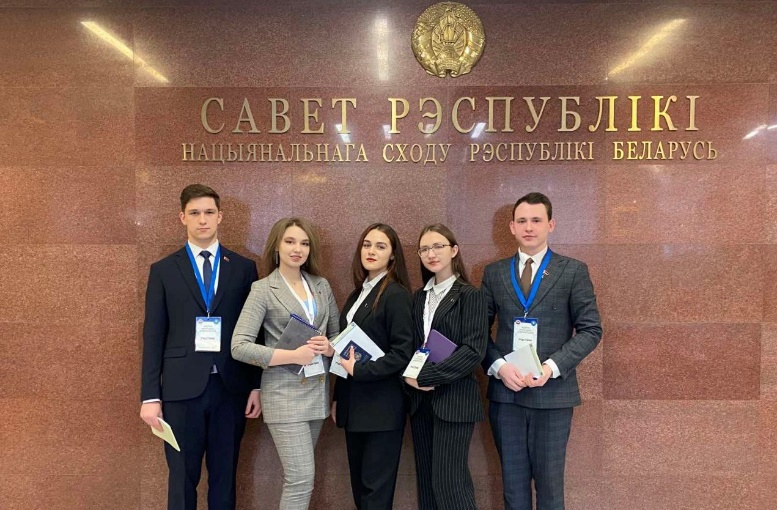 САВЕТ РЭСПУБЛІКІ
НАЦЫЯНАЛЬНАГА СХОДУ РЭСПУБЛІКІ БЕЛАРУСЬ